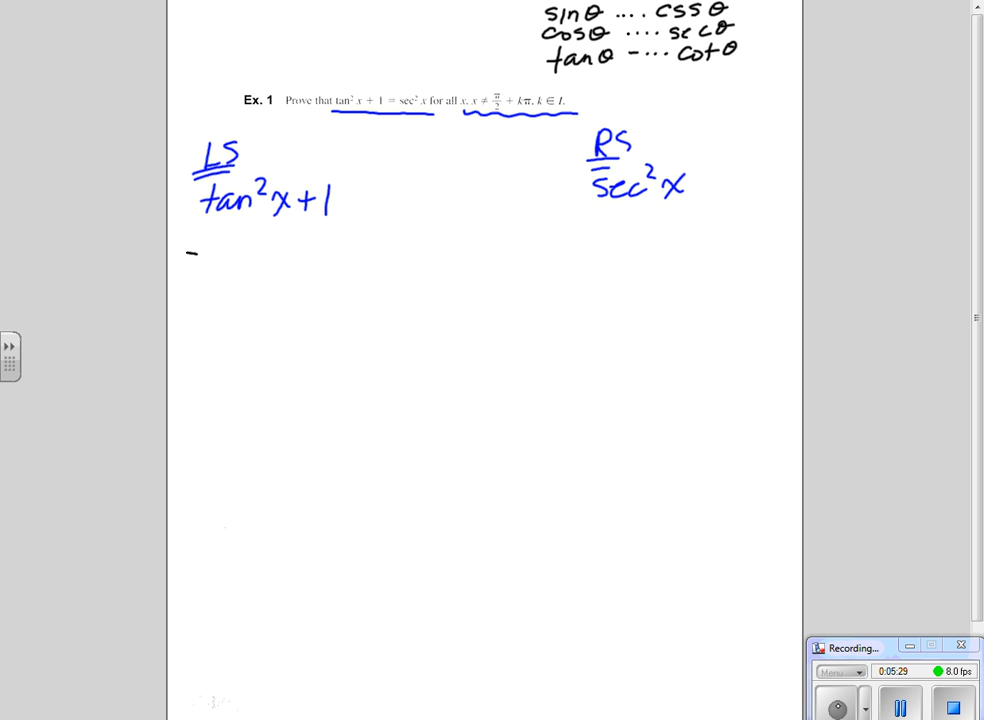 sinθ .... cssθ
cosθ .... secθ
tanθ -... cotθ
Ex. 1 Prove that tan² x + 1 = sec² x for all x, x ≠ π/2 + kπ, k ∈ I.
LS RS
tan²x+1 sec²x
-
Recording...
Menu 0:05:29 8.0 fps